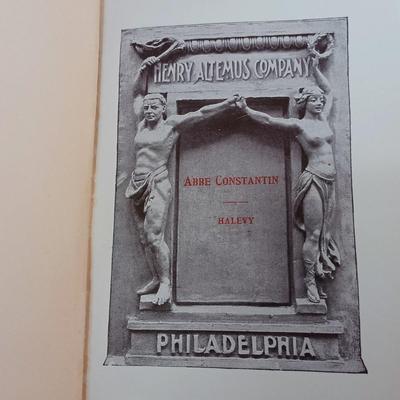 HENRY ALTEMUS COMPANY
ABBE CONSTANTIN
HALEVY
PHILADELPHIA